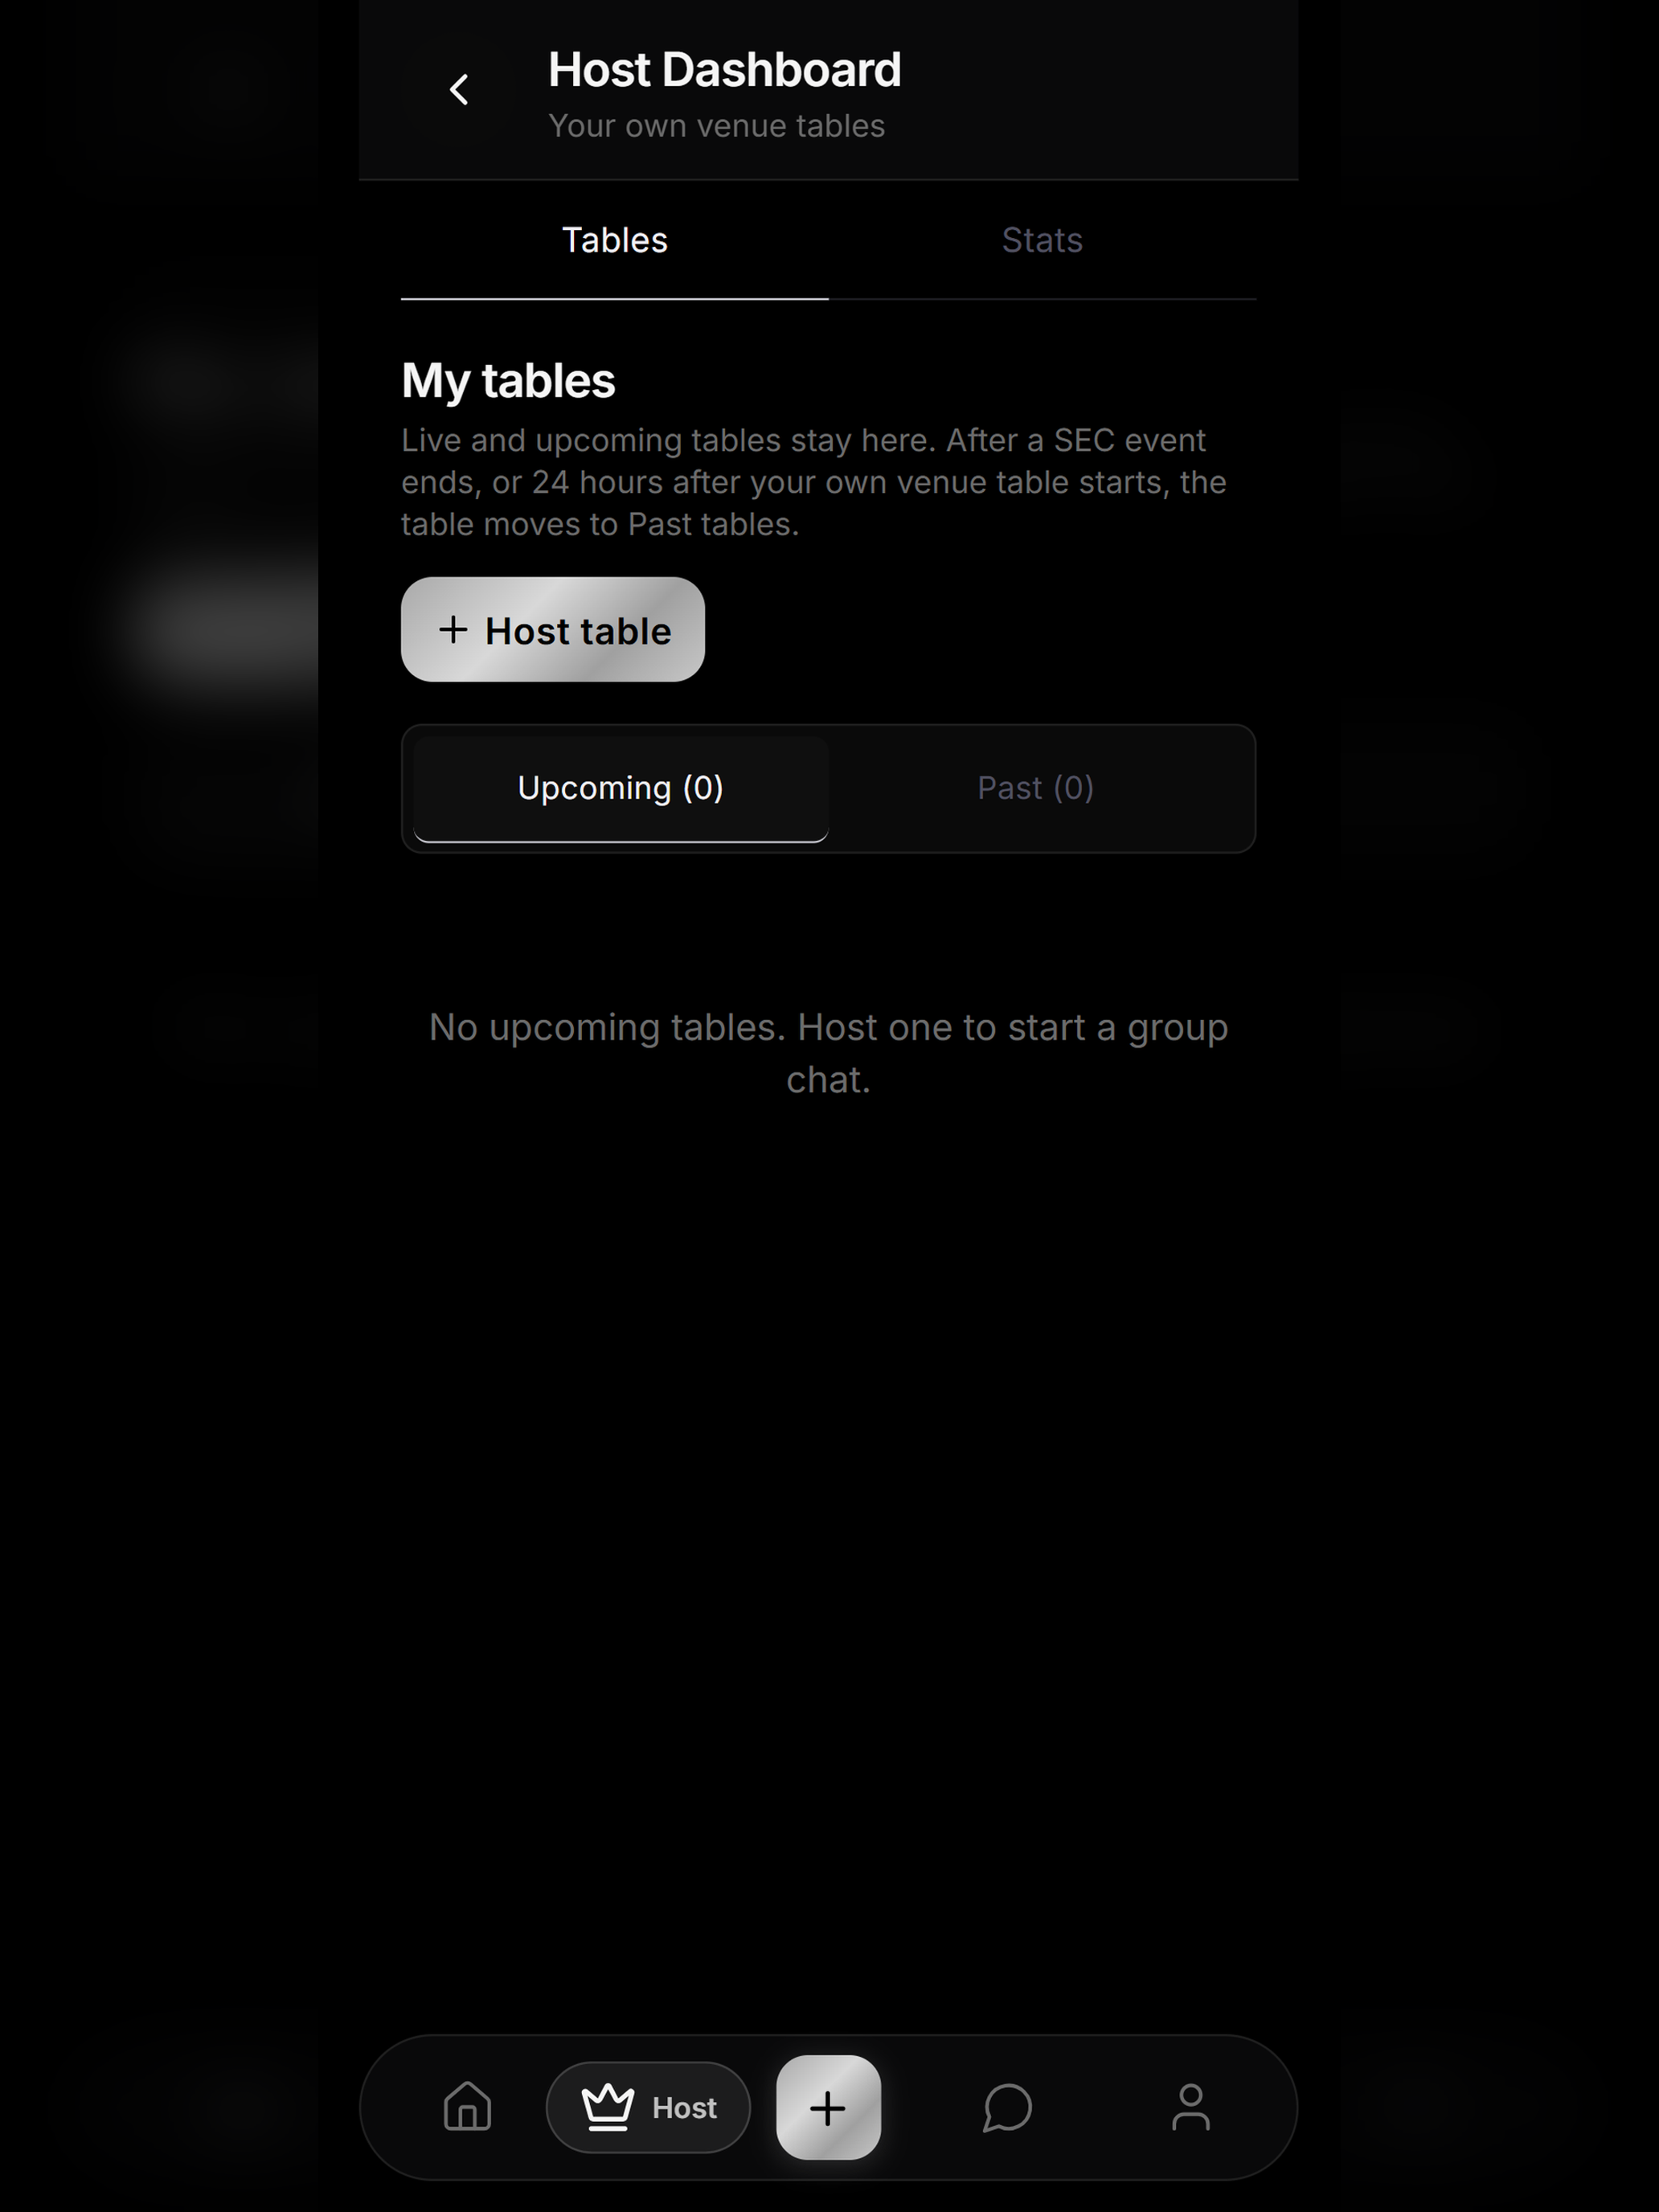 Host Dashboard
Your own venue tables
Tables
Stats
My tables
Live and upcoming tables stay here. After a SEC event
ends, or 24 hours after your own venue table starts, the
table moves to Past tables.
+ Host table
Upcoming (0)
Past (0)
No upcoming tables. Host one to start a group
chat.
Host